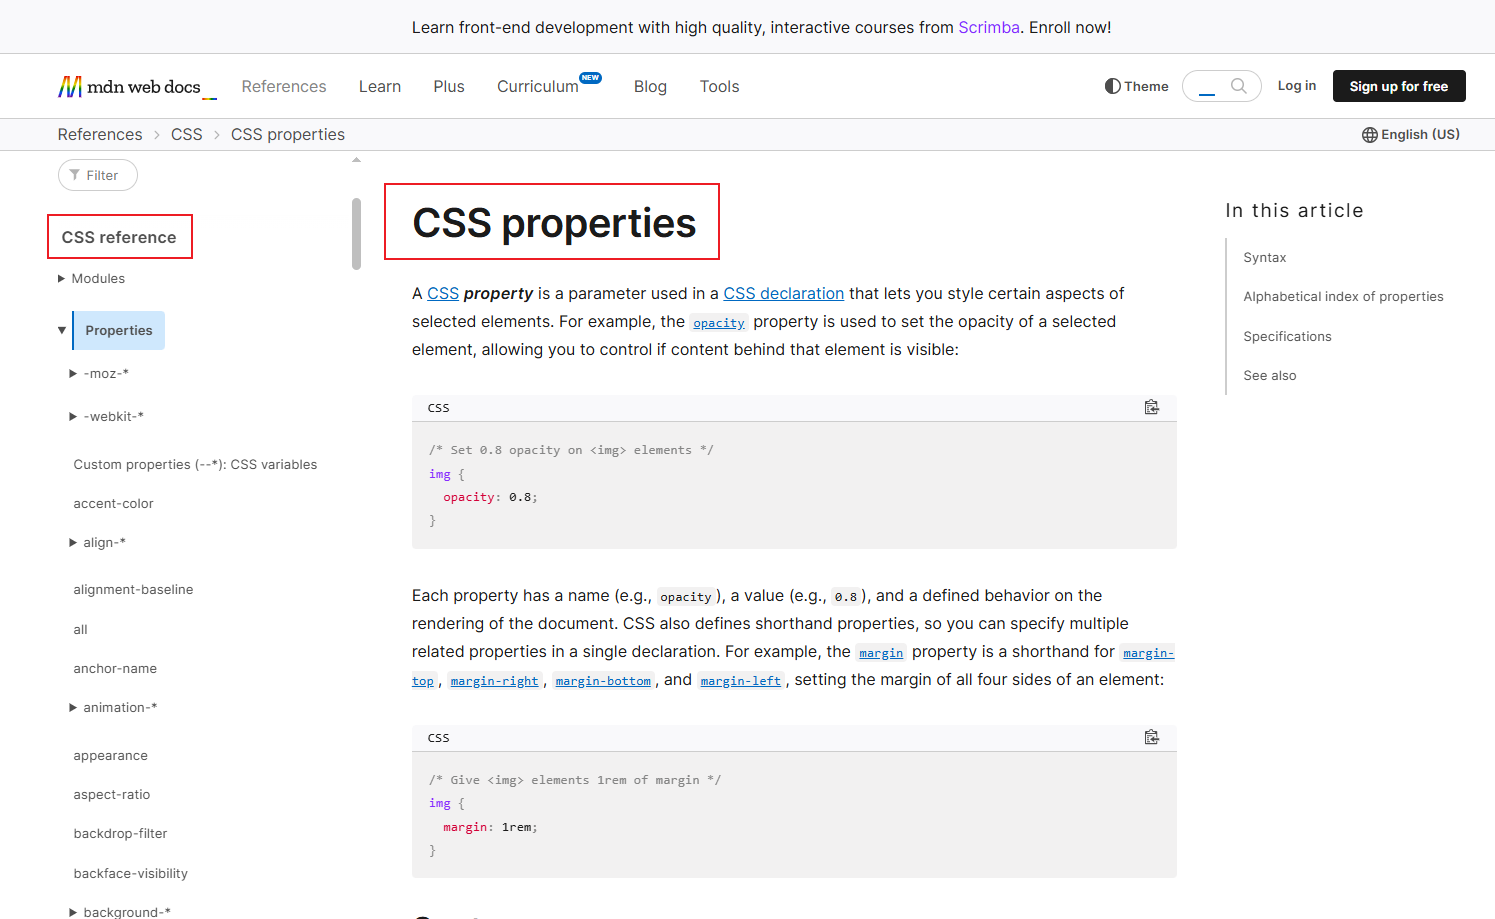 Learn front-end development with high quality, interactive courses from Scrimba. Enroll now!
mdn web docs
References
Learn
Plus
Curriculum NEW
Blog
Tools
Theme
Log in
Sign up for free
References > CSS > CSS properties
English (US)
Filter
CSS reference
Modules
Properties
-moz-*
-webkit-*
Custom properties (--*): CSS variables
accent-color
align-*
alignment-baseline
all
anchor-name
animation-*
appearance
aspect-ratio
backdrop-filter
backface-visibility
background-*
CSS properties
A CSS property is a parameter used in a CSS declaration that lets you style certain aspects of
selected elements. For example, the opacity property is used to set the opacity of a selected
element, allowing you to control if content behind that element is visible:
CSS
/* Set 0.8 opacity on <img> elements */
img {
opacity: 0.8;
}
Each property has a name (e.g., opacity), a value (e.g., 0.8), and a defined behavior on the
rendering of the document. CSS also defines shorthand properties, so you can specify multiple
related properties in a single declaration. For example, the margin property is a shorthand for margin-
top, margin-right, margin-bottom, and margin-left, setting the margin of all four sides of an element:
CSS
/* Give <img> elements 1rem of margin */
img {
margin: 1rem;
}
In this article
Syntax
Alphabetical index of properties
Specifications
See also